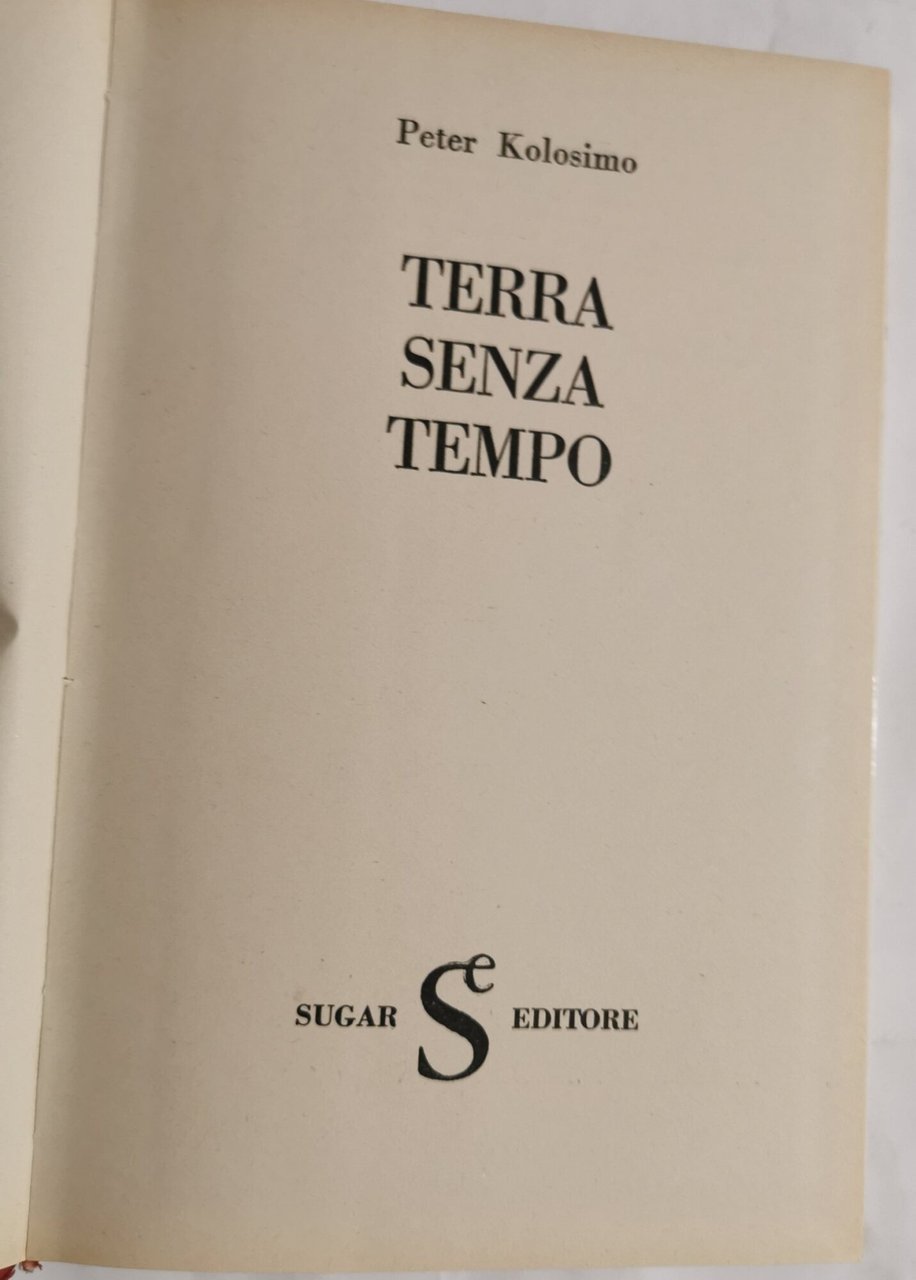 Peter Kolosimo
TERRA
SENZA
TEMPO
SUGAR Se EDITORE